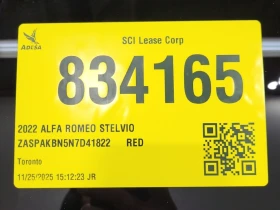 ADESA
SCI Lease Corp
834165
2022 ALFA ROMEO STELVIO
ZASPAKBN5N7D41822 RED
Toronto
11/25/2025 15:12:23 JR